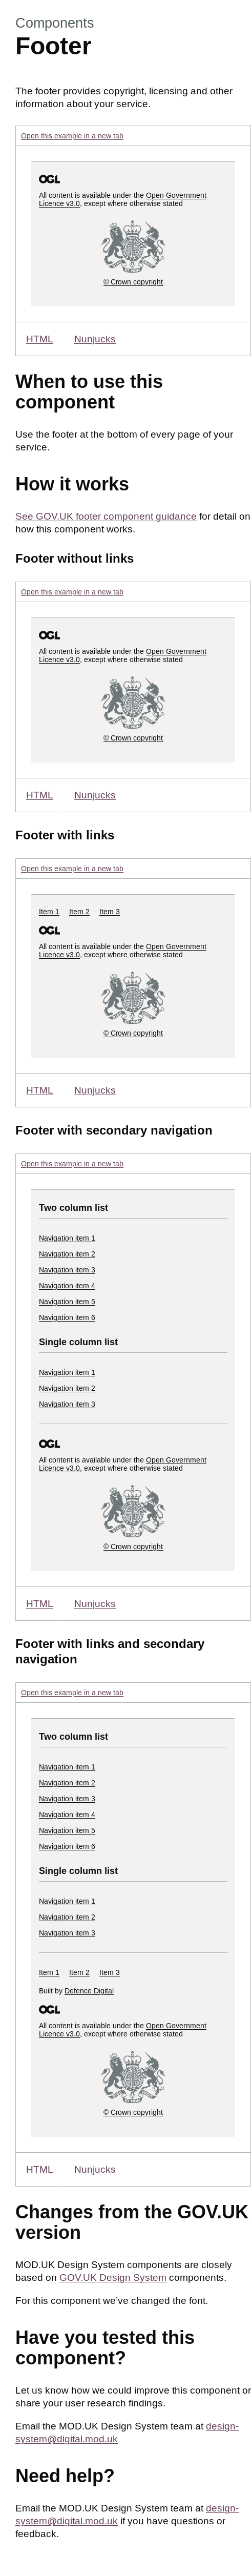 Components
Footer
The footer provides copyright, licensing and other
information about your service.
Open this example in a new tab
OGL
All content is available under the Open Government
Licence v3.0, except where otherwise stated
© Crown copyright
HTML Nunjucks
When to use this
component
Use the footer at the bottom of every page of your
service.
How it works
See GOV.UK footer component guidance for detail on
how this component works.
Footer without links
Open this example in a new tab
OGL
All content is available under the Open Government
Licence v3.0, except where otherwise stated
© Crown copyright
HTML Nunjucks
Footer with links
Open this example in a new tab
Item 1 Item 2 Item 3
OGL
All content is available under the Open Government
Licence v3.0, except where otherwise stated
© Crown copyright
HTML Nunjucks
Footer with secondary navigation
Open this example in a new tab
Two column list
Navigation item 1
Navigation item 2
Navigation item 3
Navigation item 4
Navigation item 5
Navigation item 6
Single column list
Navigation item 1
Navigation item 2
Navigation item 3
OGL
All content is available under the Open Government
Licence v3.0, except where otherwise stated
© Crown copyright
HTML Nunjucks
Footer with links and secondary
navigation
Open this example in a new tab
Two column list
Navigation item 1
Navigation item 2
Navigation item 3
Navigation item 4
Navigation item 5
Navigation item 6
Single column list
Navigation item 1
Navigation item 2
Navigation item 3
Item 1 Item 2 Item 3
Built by Defence Digital
OGL
All content is available under the Open Government
Licence v3.0, except where otherwise stated
© Crown copyright
HTML Nunjucks
Changes from the GOV.UK
version
MOD.UK Design System components are closely
based on GOV.UK Design System components.
For this component we've changed the font.
Have you tested this
component?
Let us know how we could improve this component or
share your user research findings.
Email the MOD.UK Design System team at design-
system@digital.mod.uk
Need help?
Email the MOD.UK Design System team at design-
system@digital.mod.uk if you have questions or
feedback.